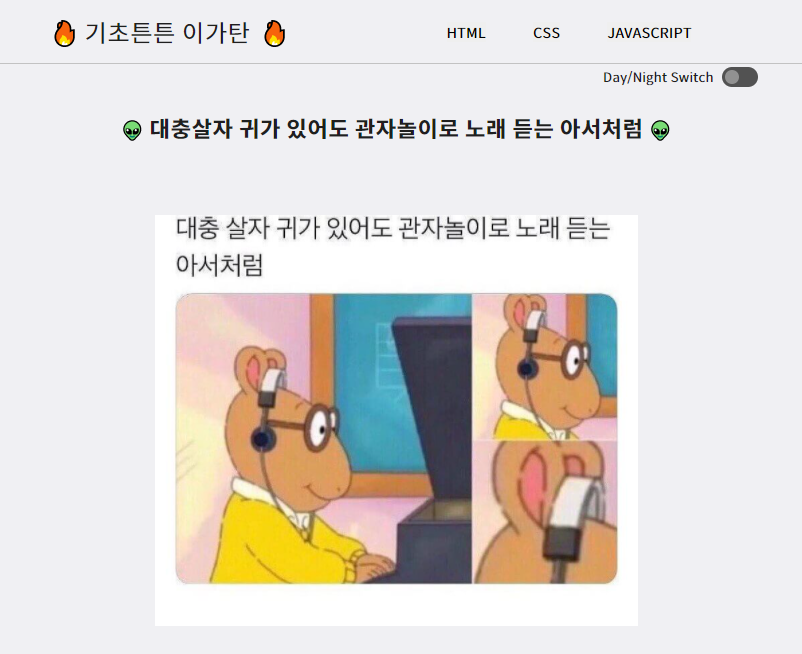 🔥 기초튼튼 이가탄 🔥
HTML CSS JAVASCRIPT
Day/Night Switch
👽 대충살자 귀가 있어도 관자놀이로 노래 듣는 아서처럼 👽
대충 살자 귀가 있어도 관자놀이로 노래 듣는
아서처럼